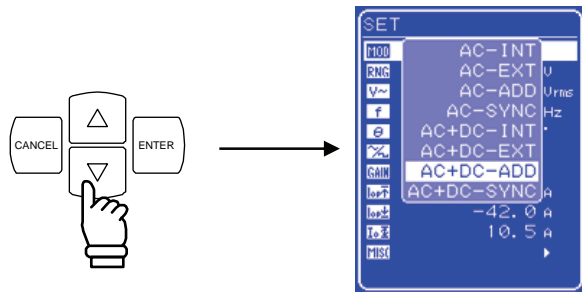 CANCEL
ENTER
SET
MOD
AC-INT
RNG
AC-EXT V
V~
AC-ADD Vrms
f
AC-SYNC Hz
θ
AC+DC-INT °
AC+DC-EXT
GAIN
AC+DC-ADD
AC+DC-SYNC A
-42.0 A
10.5 A
MISC